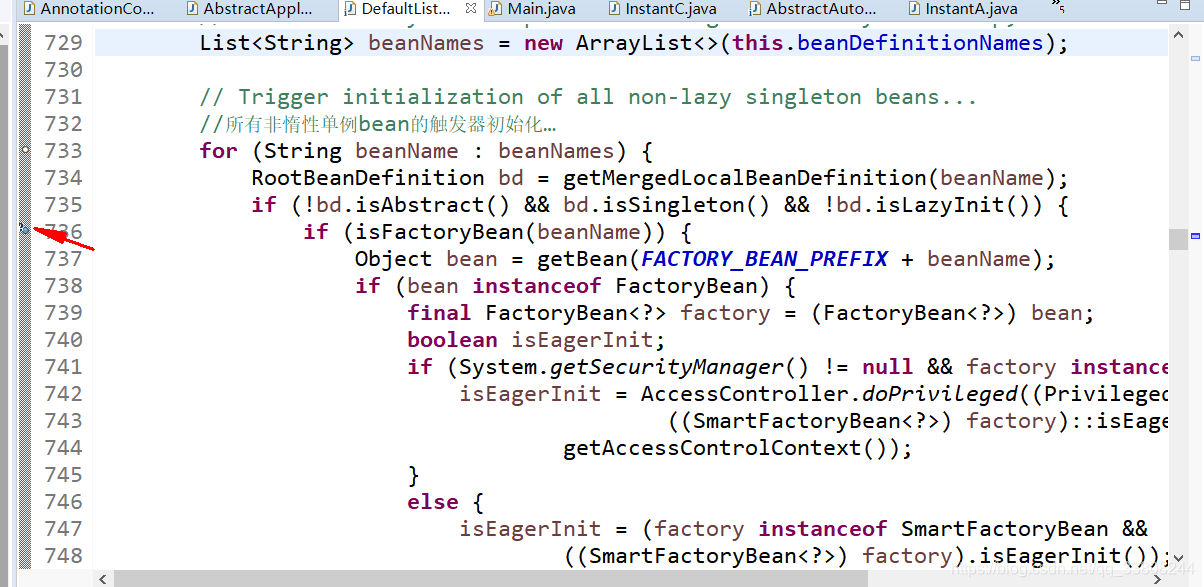 AnnotationCo... AbstractAppl... DefaultList... Main.java InstantC.java AbstractAuto... InstantA.java 5
729 List<String> beanNames = new ArrayList<>(this.beanDefinitionNames);
730
731 // Trigger initialization of all non-lazy singleton beans...
732 //所有非惰性单例bean的触发器初始化…
733 for (String beanName : beanNames) {
734 RootBeanDefinition bd = getMergedLocalBeanDefinition(beanName);
735 if (!bd.isAbstract() && bd.isSingleton() && !bd.isLazyInit()) {
736 if (isFactoryBean(beanName)) {
737 Object bean = getBean(FACTORY_BEAN_PREFIX + beanName);
738 if (bean instanceof FactoryBean) {
739 final FactoryBean<?> factory = (FactoryBean<?>) bean;
740 boolean isEagerInit;
741 if (System.getSecurityManager() != null && factory instance
742 isEagerInit = AccessController.doPrivileged((Privileged
743 ((SmartFactoryBean<?>) factory)::isEage
744 getAccessControlContext());
745 }
746 else {
747 isEagerInit = (factory instanceof SmartFactoryBean &&
748 ((SmartFactoryBean<?>) factory).isEagerInit());